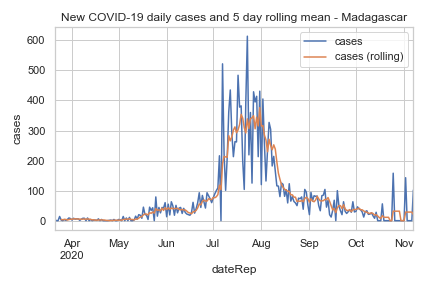 New COVID-19 daily cases and 5 day rolling mean - Madagascar
cases
cases (rolling)
600
500
400
300
200
100
0
cases
Apr May Jun Jul Aug Sep Oct Nov
2020
dateRep